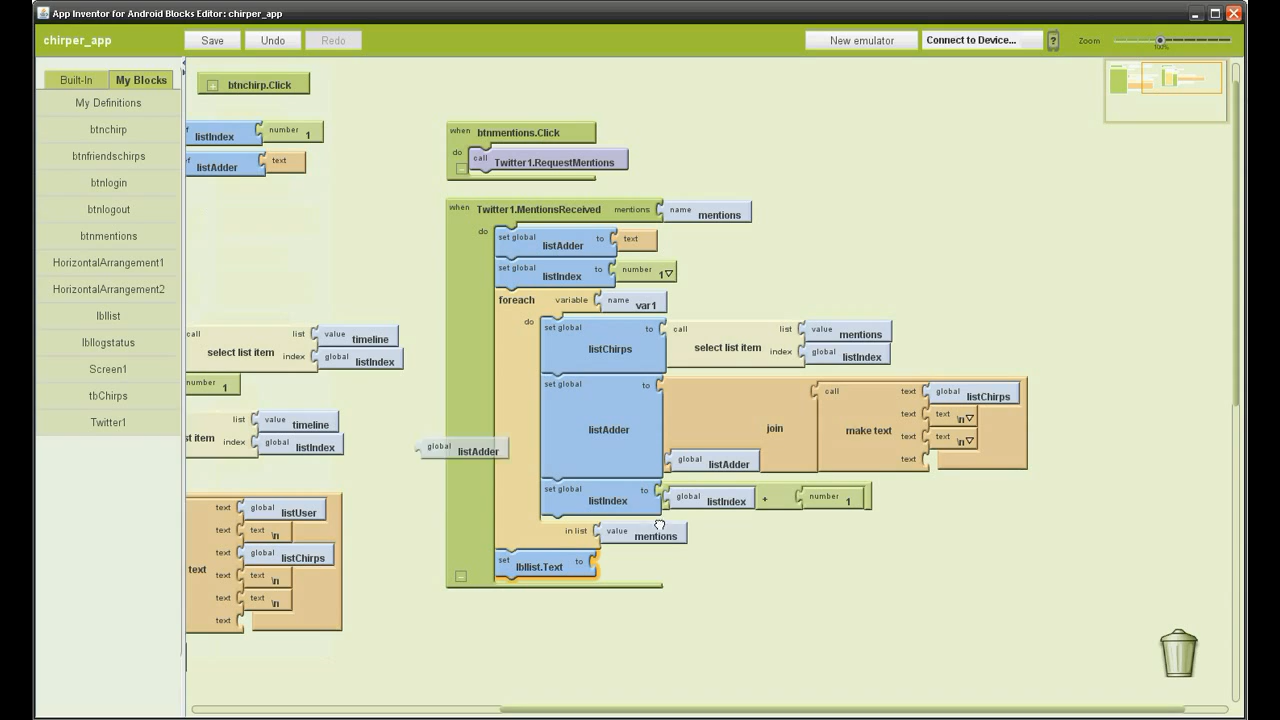 App Inventor for Android Blocks Editor: chirper_app
chirper_app
Save
Undo
Redo
New emulator
Connect to Device...
?
Zoom
100%
Built-In
My Blocks
My Definitions
btnchirp
btnfriendschirps
btnlogin
btnlogout
btnmentions
HorizontalArrangement1
HorizontalArrangement2
lbllist
lbllogstatus
Screen1
tbChirps
Twitter1
btnchirp.Click
listIndex number 1
listAdder text
call select list item list value timeline
index global listIndex
number 1
st item list value timeline
index global listIndex
text
text global listUser
text text \n
text global listChirps
text text \n
text text \n
text
when btnmentions.Click
do call Twitter1.RequestMentions
when Twitter1.MentionsReceived mentions name mentions
do set global listAdder to text
set global listIndex to number 1
foreach variable name var1
do set global listChirps to call select list item list value mentions
index global listIndex
set global listAdder to join call make text text global listChirps
text text \n
text text \n
text
global listAdder
global listAdder
set global listIndex to global listIndex + number 1
in list value mentions
set lbllist.Text to